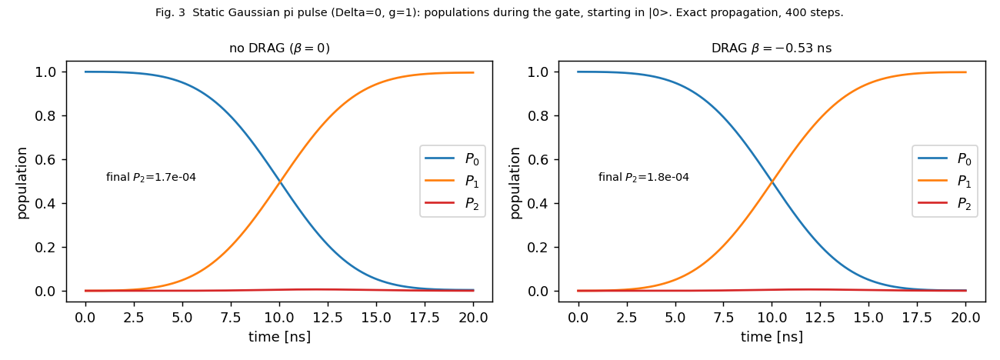 Fig. 3  Static Gaussian pi pulse (Delta=0, g=1): populations during the gate, starting in |0>. Exact propagation, 400 steps.
no DRAG (β = 0)
population
1.0
0.8
0.6
0.4
0.2
0.0
final P₂=1.7e-04
P₀
P₁
P₂
0.0 2.5 5.0 7.5 10.0 12.5 15.0 17.5 20.0
time [ns]
DRAG β = −0.53 ns
population
1.0
0.8
0.6
0.4
0.2
0.0
final P₂=1.8e-04
P₀
P₁
P₂
0.0 2.5 5.0 7.5 10.0 12.5 15.0 17.5 20.0
time [ns]